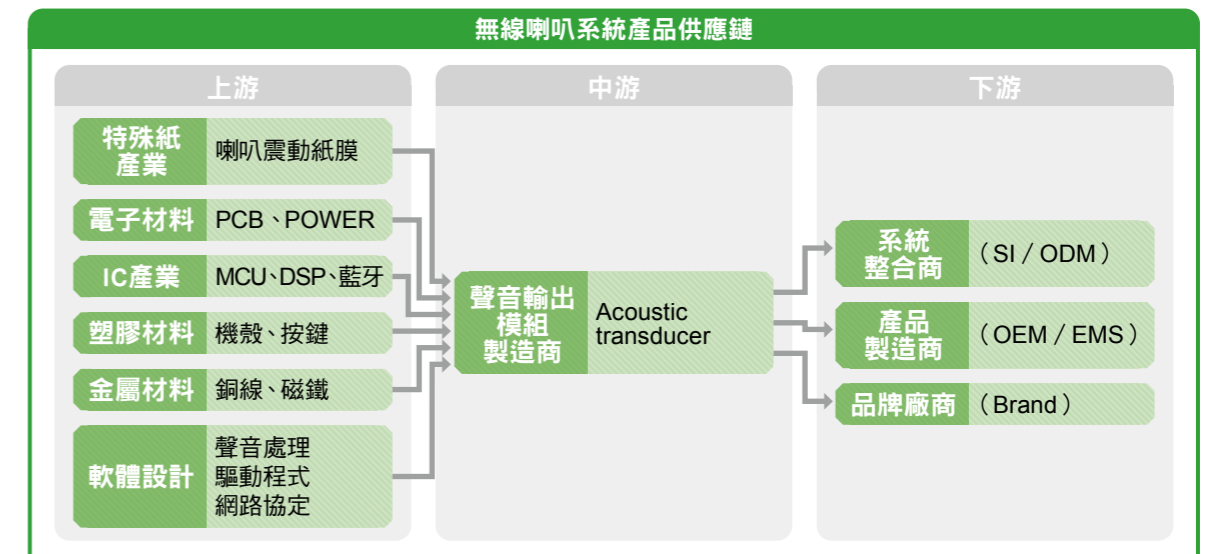 無線喇叭系統產品供應鏈
上游
特殊紙
產業
喇叭震動紙膜
電子材料
PCB、POWER
IC產業
MCU、DSP、藍牙
塑膠材料
機殼、按鍵
金屬材料
銅線、磁鐵
軟體設計
聲音處理
驅動程式
網路協定
中游
聲音輸出
模組
製造商
Acoustic
transducer
下游
系統
整合商
(SI / ODM)
產品
製造商
(OEM / EMS)
品牌廠商
(Brand)